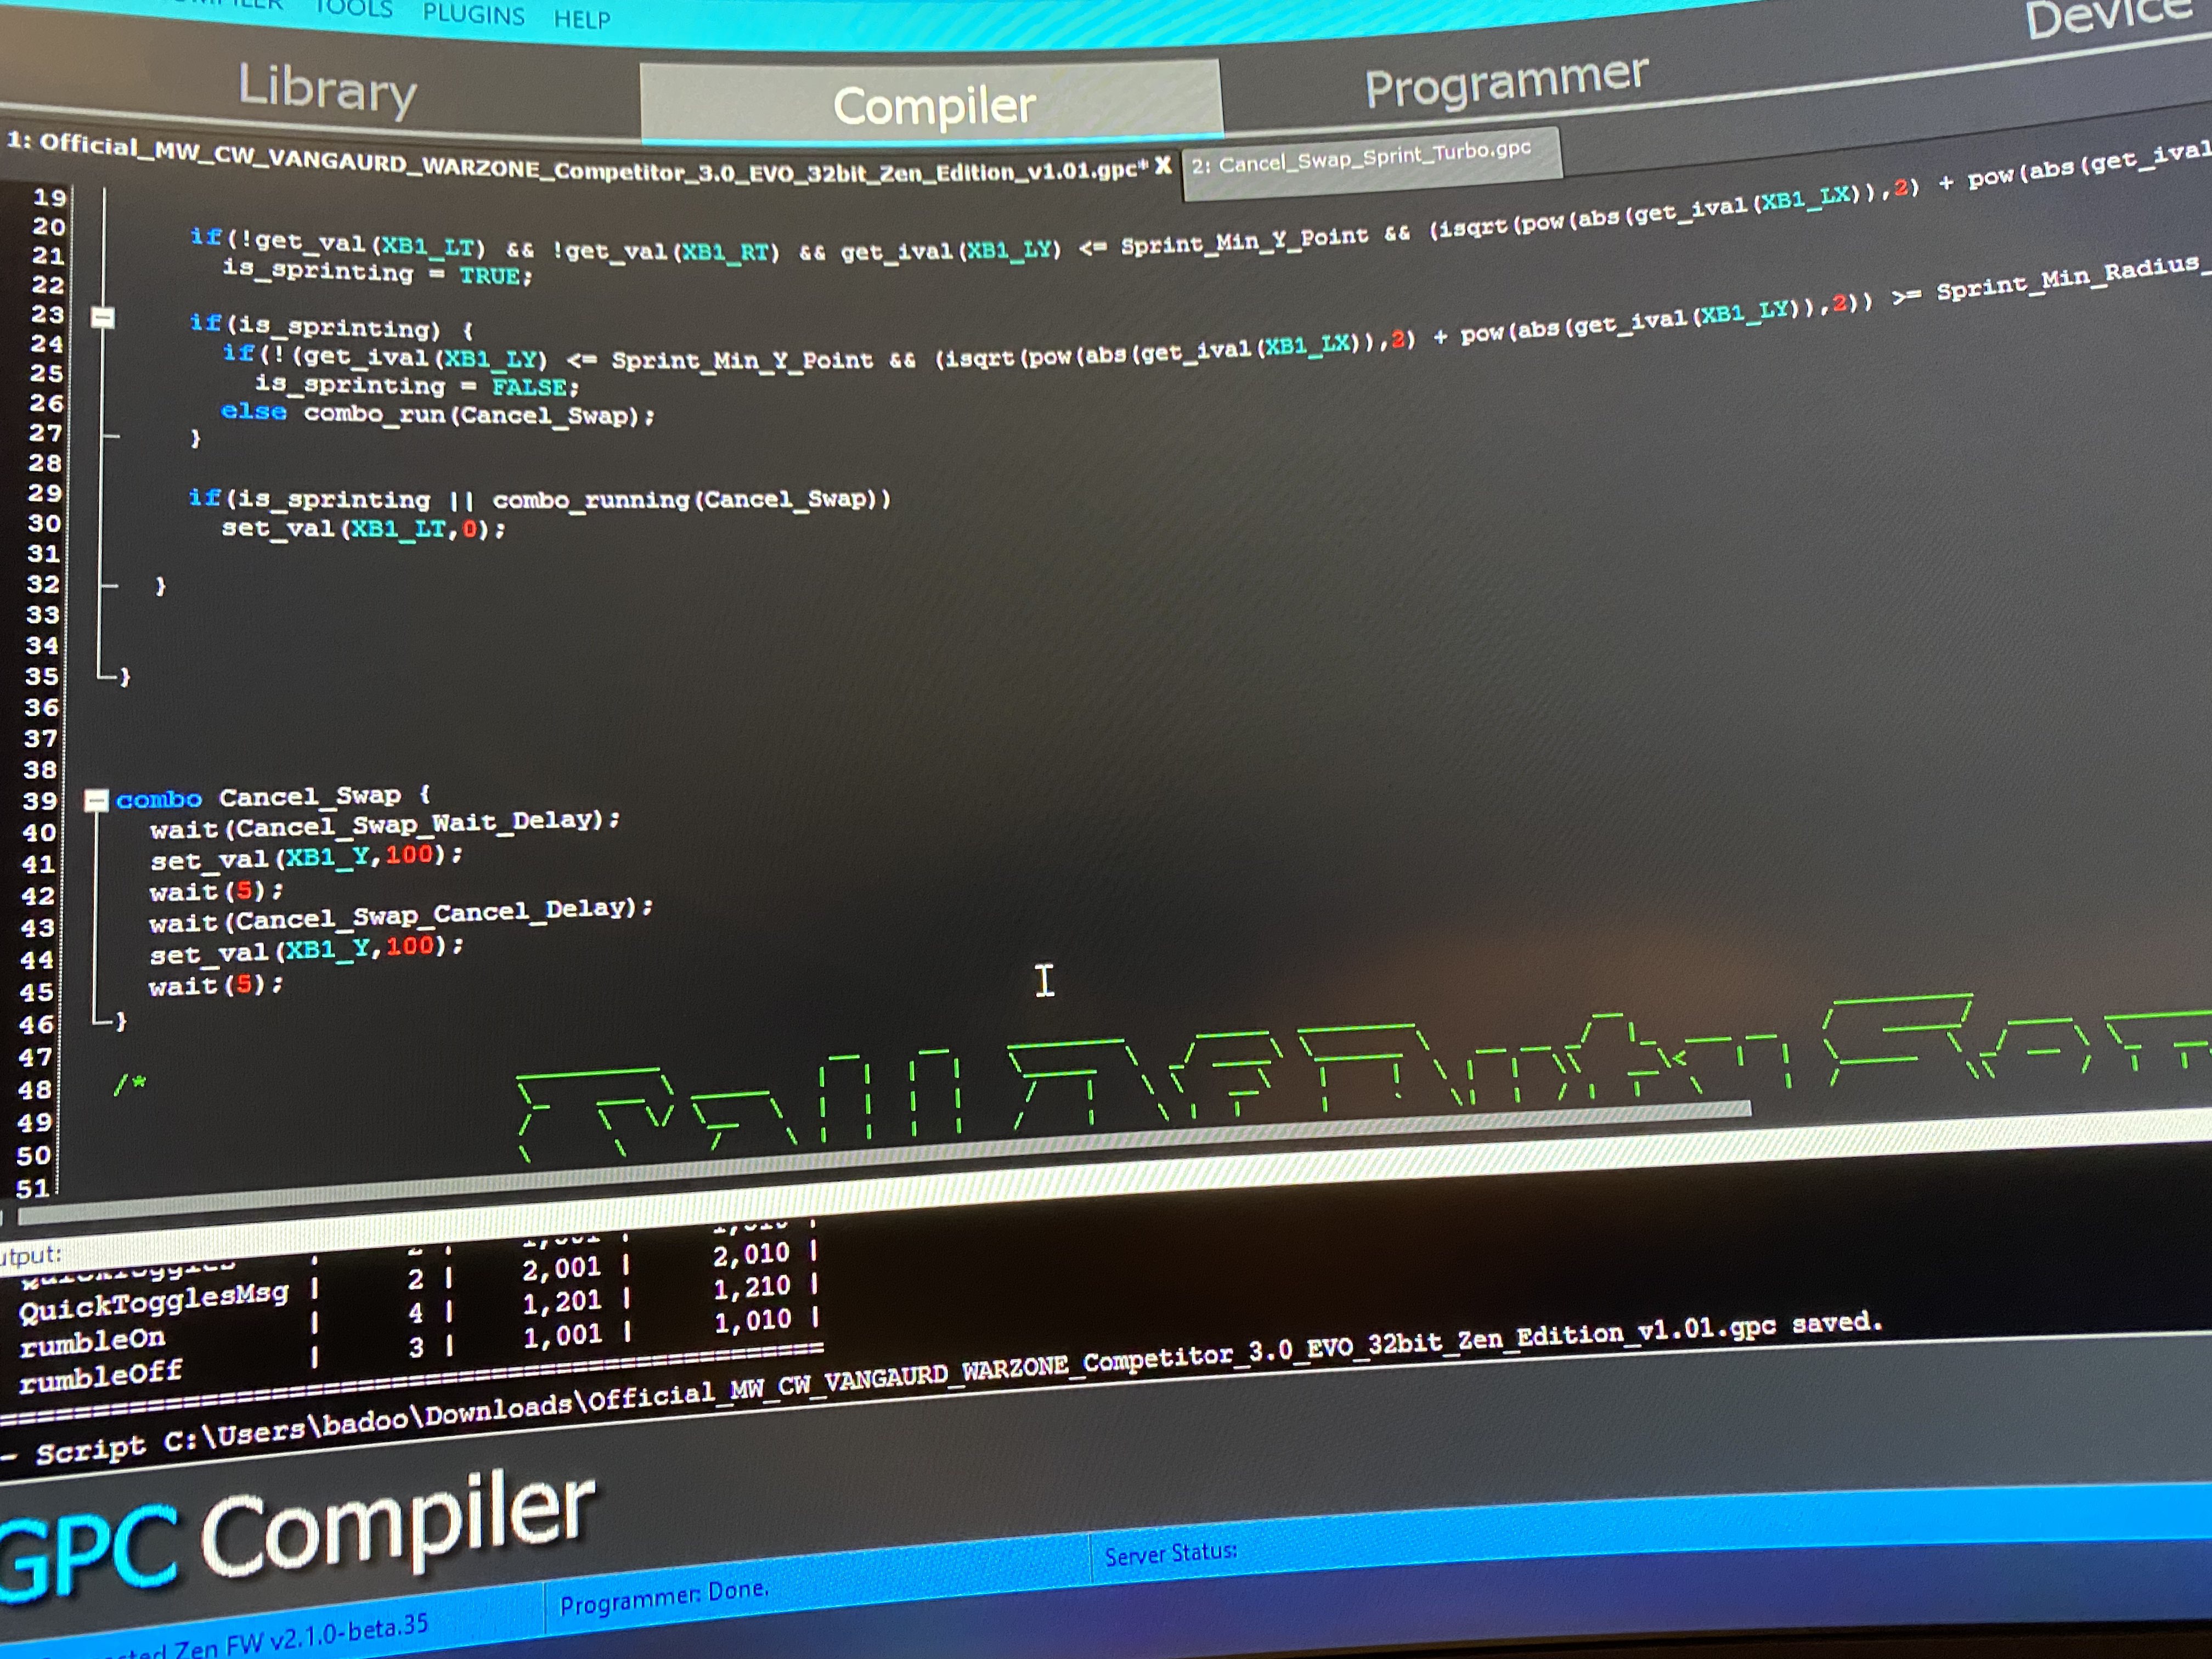 TOOLS PLUGINS HELP
Library Compiler Programmer Device
1: Official_MW_CW_VANGAURD_WARZONE_Competitor_3.0_EVO_32bit_Zen_Edition_v1.01.gpc* X 2: Cancel_Swap_Sprint_Turbo.gpc
19
20
21 if(!get_val(XB1_LT) && !get_val(XB1_RT) && get_ival(XB1_LY) <= Sprint_Min_Y_Point && (isqrt(pow(abs(get_ival(XB1_LX)),2) + pow(abs(get_ival
22 is_sprinting = TRUE;
23
24 if(is_sprinting) {
25 if(!(get_ival(XB1_LY) <= Sprint_Min_Y_Point && (isqrt(pow(abs(get_ival(XB1_LX)),2) + pow(abs(get_ival(XB1_LY)),2)) >= Sprint_Min_Radius_
26 is_sprinting = FALSE;
27 else combo_run(Cancel_Swap);
28 }
29
30 if(is_sprinting || combo_running(Cancel_Swap))
31 set_val(XB1_LT,0);
32
33 }
34
35
36 }
37
38
39 combo Cancel_Swap {
40 wait(Cancel_Swap_Wait_Delay);
41 set_val(XB1_Y,100);
42 wait(5);
43 wait(Cancel_Swap_Cancel_Delay);
44 set_val(XB1_Y,100);
45 wait(5);
46 }
47
48 /*
49
50
51
utput:
2,001 | 2,010 |
QuickTogglesMsg | 2 | 1,201 | 1,210 |
rumbleOn | 4 | 1,001 | 1,010 |
rumbleOff | 3 |
- Script C:\Users\badoo\Downloads\Official_MW_CW_VANGAURD_WARZONE_Competitor_3.0_EVO_32bit_Zen_Edition_v1.01.gpc saved.
GPC Compiler
Zen FW v2.1.0-beta.35 Programmer: Done. Server Status: